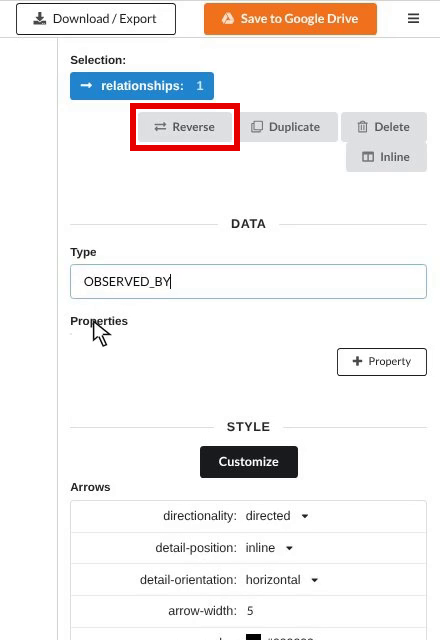 Download / Export Save to Google Drive
Selection:
relationships: 1
Reverse Duplicate Delete
Inline
DATA
Type
OBSERVED_BY
Properties
Property
STYLE
Customize
Arrows
directionality: directed
detail-position: inline
detail-orientation: horizontal
arrow-width: 5